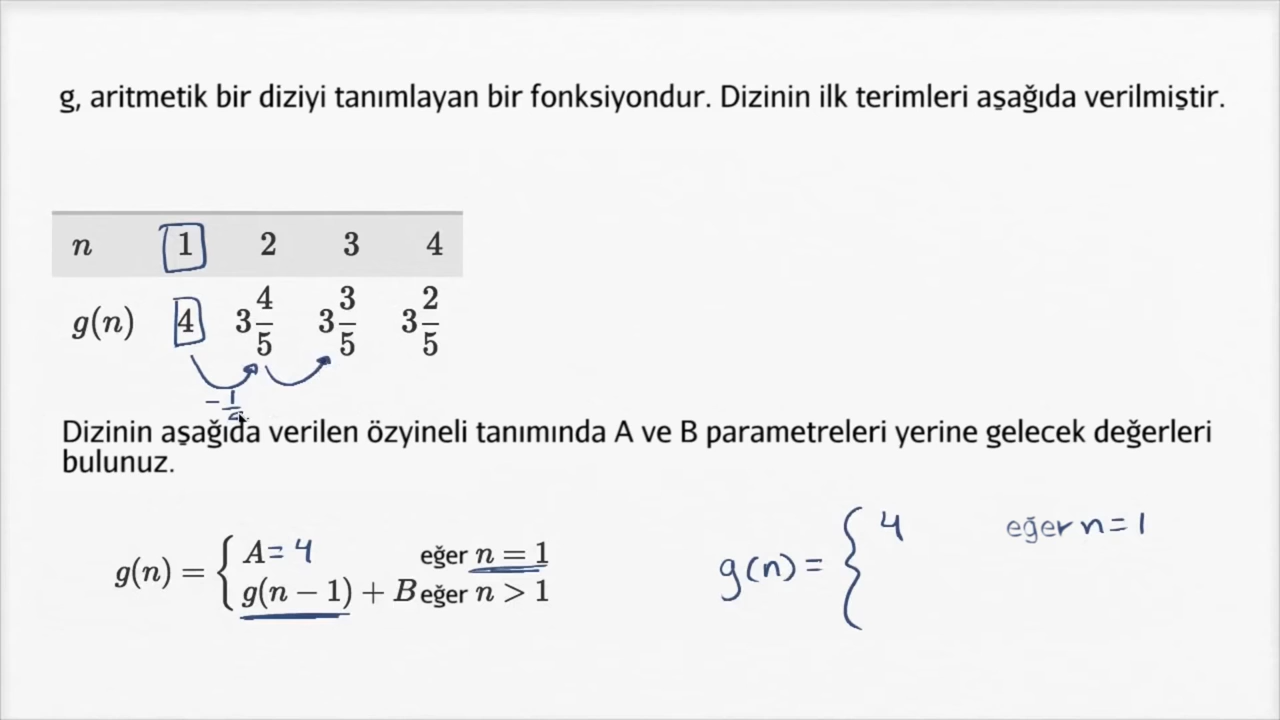 g, aritmetik bir diziyi tanımlayan bir fonksiyondur. Dizinin ilk terimleri aşağıda verilmiştir.
n 1 2 3 4
g(n) 4 3 4/5 3 3/5 3 2/5
- 1/
Dizinin aşağıda verilen özyineli tanımında A ve B parametreleri yerine gelecek değerleri
bulunuz.
g(n) = { A = 4 eğer n = 1
g(n − 1) + B eğer n > 1
g(n) = { 4 eğer n = 1